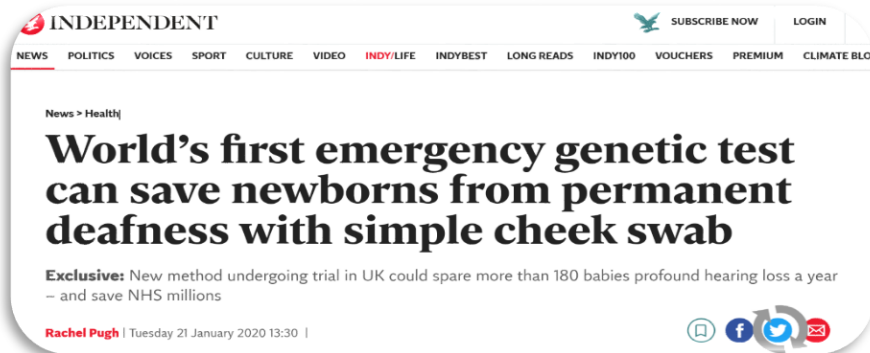 INDEPENDENT SUBSCRIBE NOW LOGIN
NEWS POLITICS VOICES SPORT CULTURE VIDEO INDY/LIFE INDYBEST LONG READS INDY100 VOUCHERS PREMIUM CLIMATE BLO
News > Health|
World's first emergency genetic test
can save newborns from permanent
deafness with simple cheek swab
Exclusive: New method undergoing trial in UK could spare more than 180 babies profound hearing loss a year
– and save NHS millions
Rachel Pugh | Tuesday 21 January 2020 13:30 |